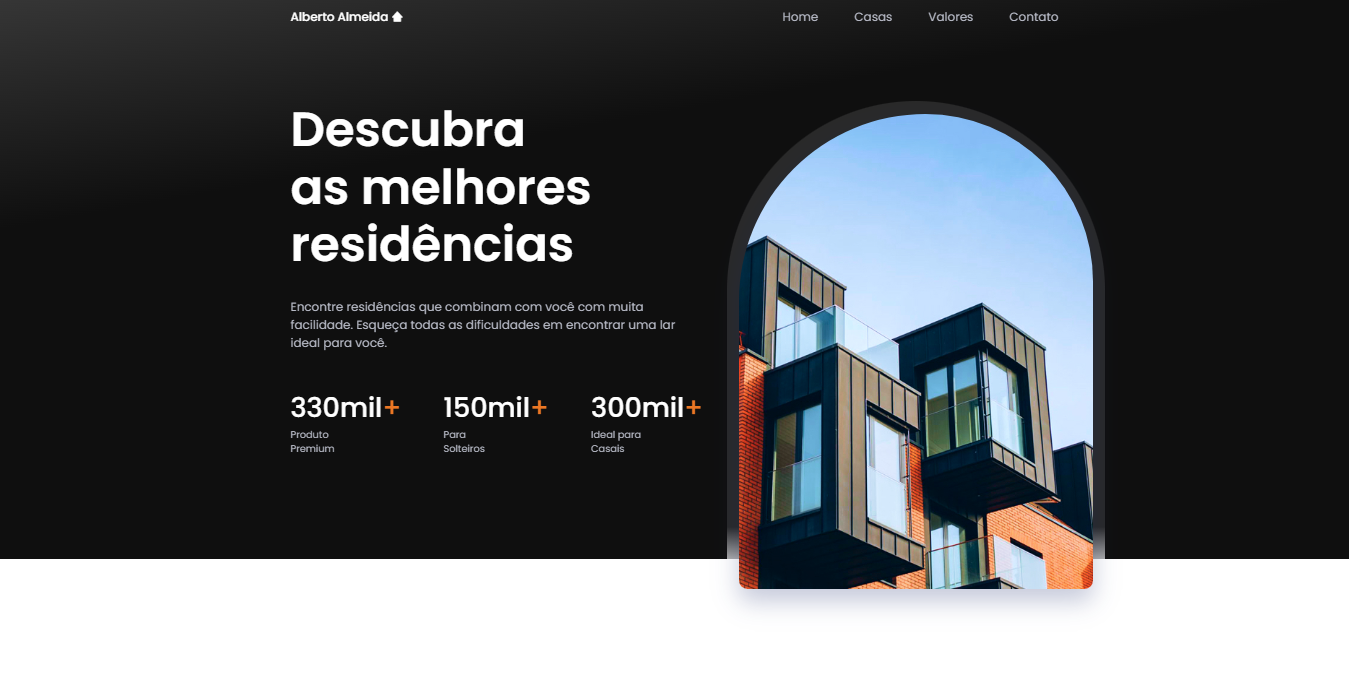 Alberto Almeida
Home Casas Valores Contato
Descubra
as melhores
residências
Encontre residências que combinam com você com muita
facilidade. Esqueça todas as dificuldades em encontrar uma lar
ideal para você.
330mil+
Produto
Premium
150mil+
Para
Solteiros
300mil+
Ideal para
Casais